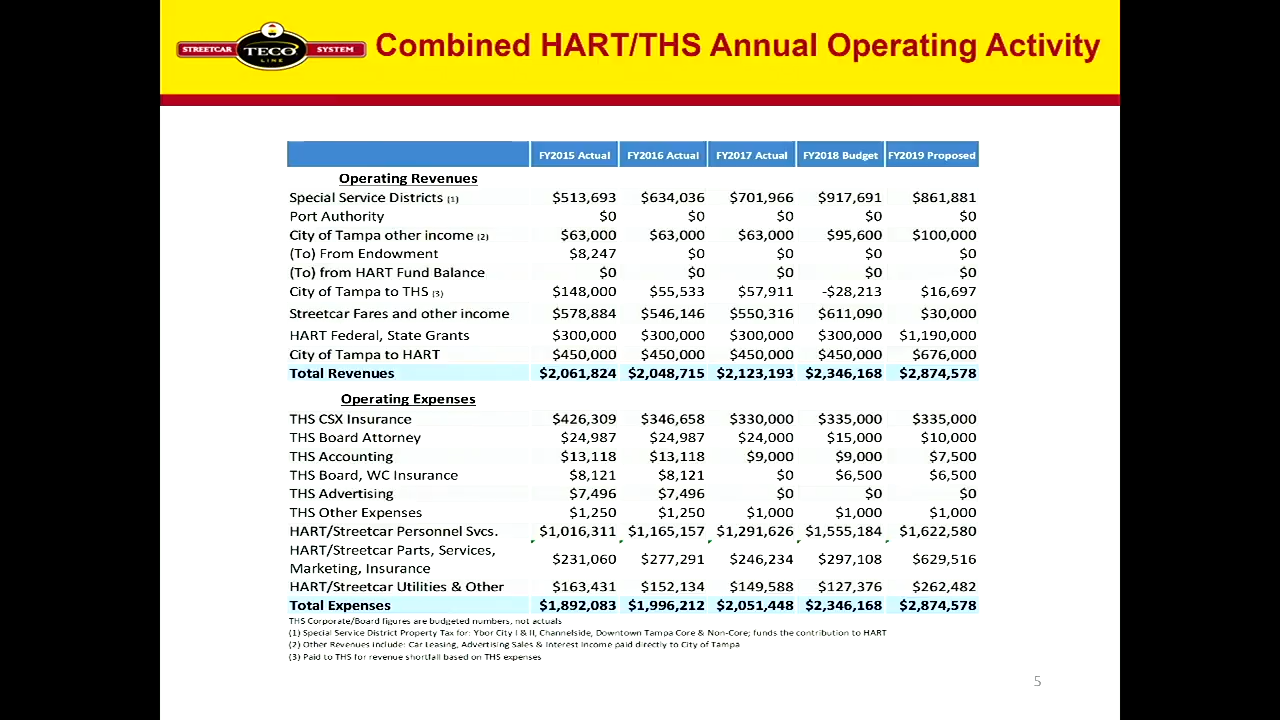 STREETCAR TECO SYSTEM
LINE
Combined HART/THS Annual Operating Activity
FY2015 Actual FY2016 Actual FY2017 Actual FY2018 Budget FY2019 Proposed
Operating Revenues
Special Service Districts (1) $513,693 $634,036 $701,966 $917,691 $861,881
Port Authority $0 $0 $0 $0 $0
City of Tampa other income (2) $63,000 $63,000 $63,000 $95,600 $100,000
(To) From Endowment $8,247 $0 $0 $0 $0
(To) from HART Fund Balance $0 $0 $0 $0 $0
City of Tampa to THS (3) $148,000 $55,533 $57,911 -$28,213 $16,697
Streetcar Fares and other income $578,884 $546,146 $550,316 $611,090 $30,000
HART Federal, State Grants $300,000 $300,000 $300,000 $300,000 $1,190,000
City of Tampa to HART $450,000 $450,000 $450,000 $450,000 $676,000
Total Revenues $2,061,824 $2,048,715 $2,123,193 $2,346,168 $2,874,578
Operating Expenses
THS CSX Insurance $426,309 $346,658 $330,000 $335,000 $335,000
THS Board Attorney $24,987 $24,987 $24,000 $15,000 $10,000
THS Accounting $13,118 $13,118 $9,000 $9,000 $7,500
THS Board, WC Insurance $8,121 $8,121 $0 $6,500 $6,500
THS Advertising $7,496 $7,496 $0 $0 $0
THS Other Expenses $1,250 $1,250 $1,000 $1,000 $1,000
HART/Streetcar Personnel Svcs. $1,016,311 $1,165,157 $1,291,626 $1,555,184 $1,622,580
HART/Streetcar Parts, Services,
Marketing, Insurance $231,060 $277,291 $246,234 $297,108 $629,516
HART/Streetcar Utilities & Other $163,431 $152,134 $149,588 $127,376 $262,482
Total Expenses $1,892,083 $1,996,212 $2,051,448 $2,346,168 $2,874,578
THS Corporate/Board figures are budgeted numbers, not actuals
(1) Special Service District Property Tax for: Ybor City I & II, Channelside, Downtown Tampa Core & Non-Core; funds the contribution to HART
(2) Other Revenues include: Car Leasing, Advertising Sales & Interest Income paid directly to City of Tampa
(3) Paid to THS for revenue shortfall based on THS expenses
5